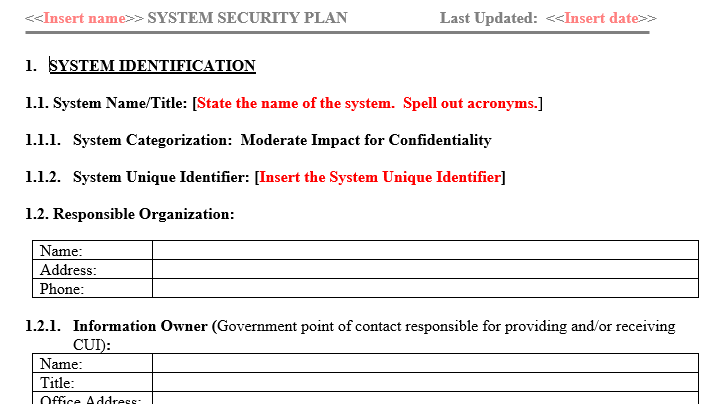 <<Insert name>> SYSTEM SECURITY PLAN Last Updated: <<Insert date>>
1. SYSTEM IDENTIFICATION
1.1. System Name/Title: [State the name of the system. Spell out acronyms.]
1.1.1. System Categorization: Moderate Impact for Confidentiality
1.1.2. System Unique Identifier: [Insert the System Unique Identifier]
1.2. Responsible Organization:
Name:
Address:
Phone:
1.2.1. Information Owner (Government point of contact responsible for providing and/or receiving
CUI):
Name:
Title:
Office Address: